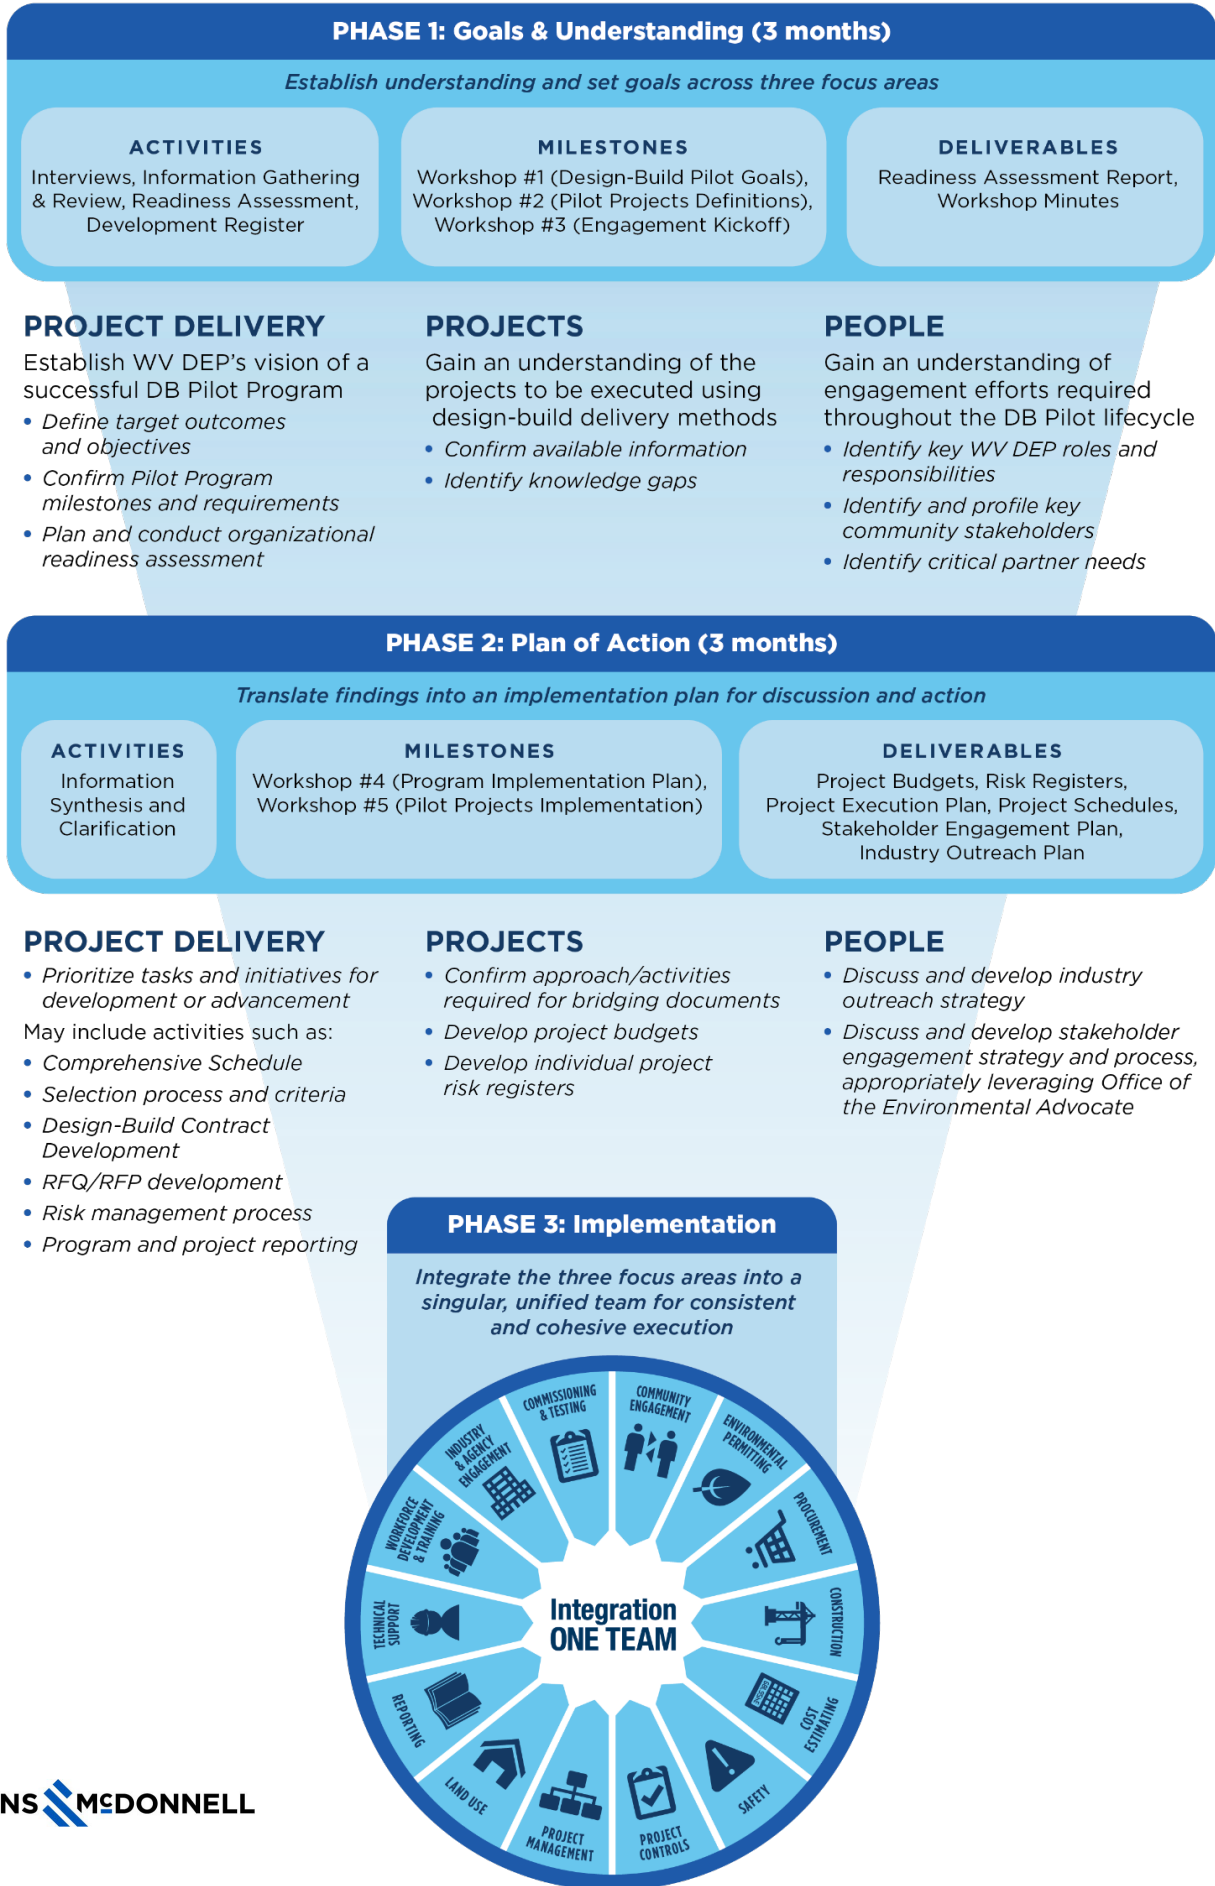 PHASE 1: Goals & Understanding (3 months)
Establish understanding and set goals across three focus areas
ACTIVITIES
Interviews, Information Gathering
& Review, Readiness Assessment,
Development Register
MILESTONES
Workshop #1 (Design-Build Pilot Goals),
Workshop #2 (Pilot Projects Definitions),
Workshop #3 (Engagement Kickoff)
DELIVERABLES
Readiness Assessment Report,
Workshop Minutes
PROJECT DELIVERY
Establish WV DEP's vision of a
successful DB Pilot Program
• Define target outcomes
and objectives
• Confirm Pilot Program
milestones and requirements
• Plan and conduct organizational
readiness assessment
PROJECTS
Gain an understanding of the
projects to be executed using
design-build delivery methods
• Confirm available information
• Identify knowledge gaps
PEOPLE
Gain an understanding of
engagement efforts required
throughout the DB Pilot lifecycle
• Identify key WV DEP roles and
responsibilities
• Identify and profile key
community stakeholders
• Identify critical partner needs
PHASE 2: Plan of Action (3 months)
Translate findings into an implementation plan for discussion and action
ACTIVITIES
Information
Synthesis and
Clarification
MILESTONES
Workshop #4 (Program Implementation Plan),
Workshop #5 (Pilot Projects Implementation)
DELIVERABLES
Project Budgets, Risk Registers,
Project Execution Plan, Project Schedules,
Stakeholder Engagement Plan,
Industry Outreach Plan
PROJECT DELIVERY
• Prioritize tasks and initiatives for
development or advancement
May include activities such as:
• Comprehensive Schedule
• Selection process and criteria
• Design-Build Contract
Development
• RFQ/RFP development
• Risk management process
• Program and project reporting
PROJECTS
• Confirm approach/activities
required for bridging documents
• Develop project budgets
• Develop individual project
risk registers
PEOPLE
• Discuss and develop industry
outreach strategy
• Discuss and develop stakeholder
engagement strategy and process,
appropriately leveraging Office of
the Environmental Advocate
PHASE 3: Implementation
Integrate the three focus areas into a
singular, unified team for consistent
and cohesive execution
COMMUNITY
ENGAGEMENT
ENVIRONMENTAL
PERMITTING
PROCUREMENT
CONSTRUCTION
COST
ESTIMATING
SAFETY
PROJECT
CONTROLS
PROJECT
MANAGEMENT
LAND USE
REPORTING
TECHNICAL
SUPPORT
WORKFORCE
DEVELOPMENT
& TRAINING
INDUSTRY
& AGENCY
ENGAGEMENT
COMMISSIONING
& TESTING
Integration
ONE TEAM
NS MCDONNELL